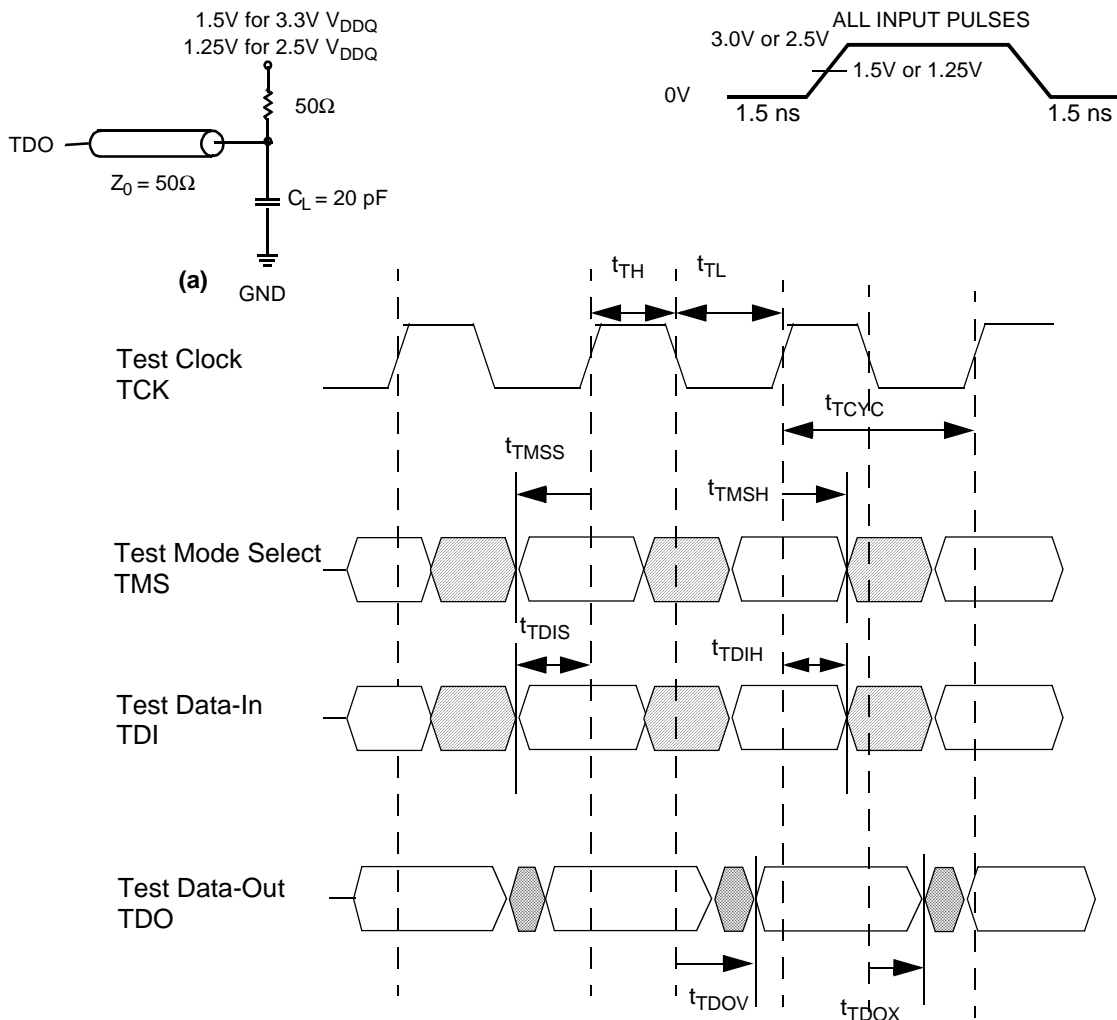 1.5V for 3.3V VDDQ
1.25V for 2.5V VDDQ
50Ω
TDO
Z0 = 50Ω
CL = 20 pF
(a)
GND
ALL INPUT PULSES
3.0V or 2.5V
1.5V or 1.25V
0V
1.5 ns
1.5 ns
tTH
tTL
Test Clock
TCK
tTCYC
tTMSS
tTMSH
Test Mode Select
TMS
tTDIS
tTDIH
Test Data-In
TDI
Test Data-Out
TDO
tTDOV
tTDOX